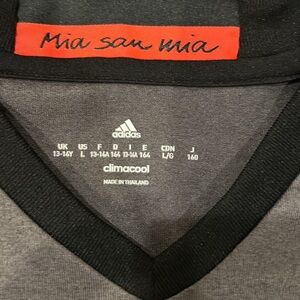 Mia san mia
adidas
UK US F D I E CDN J
13-14Y L 13-14A 164 13-14A 164 L/G 160
climacool
MADE IN THAILAND